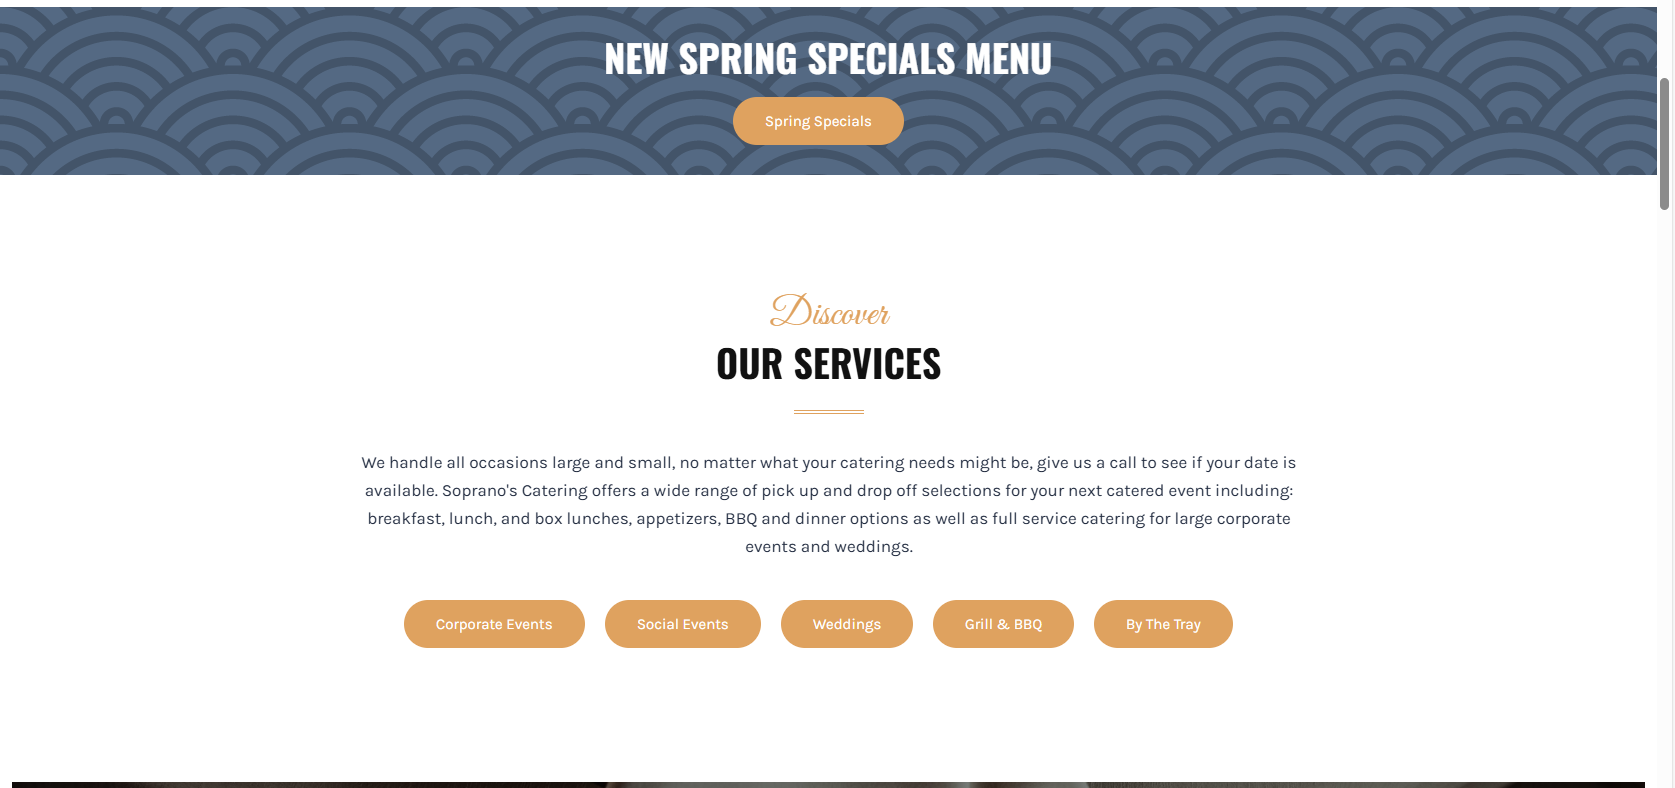 NEW SPRING SPECIALS MENU
Spring Specials
Discover
OUR SERVICES
We handle all occasions large and small, no matter what your catering needs might be, give us a call to see if your date is
available. Soprano's Catering offers a wide range of pick up and drop off selections for your next catered event including:
breakfast, lunch, and box lunches, appetizers, BBQ and dinner options as well as full service catering for large corporate
events and weddings.
Corporate Events
Social Events
Weddings
Grill & BBQ
By The Tray